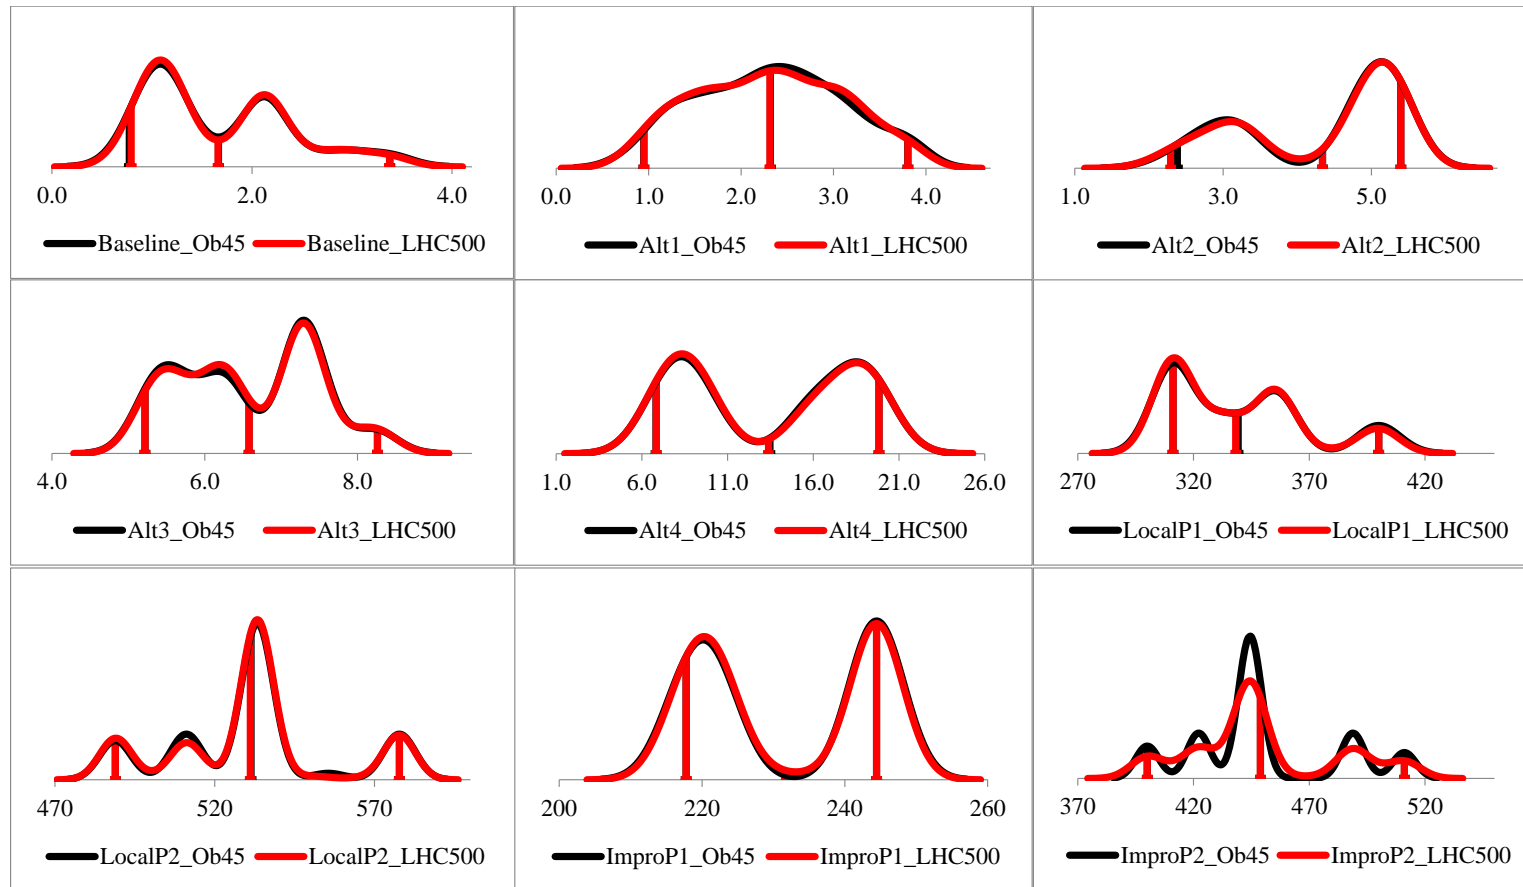 0.0 2.0 4.0
Baseline_Ob45 Baseline_LHC500
0.0 1.0 2.0 3.0 4.0
Alt1_Ob45 Alt1_LHC500
1.0 3.0 5.0
Alt2_Ob45 Alt2_LHC500
4.0 6.0 8.0
Alt3_Ob45 Alt3_LHC500
1.0 6.0 11.0 16.0 21.0 26.0
Alt4_Ob45 Alt4_LHC500
270 320 370 420
LocalP1_Ob45 LocalP1_LHC500
470 520 570
LocalP2_Ob45 LocalP2_LHC500
200 220 240 260
ImproP1_Ob45 ImproP1_LHC500
370 420 470 520
ImproP2_Ob45 ImproP2_LHC500